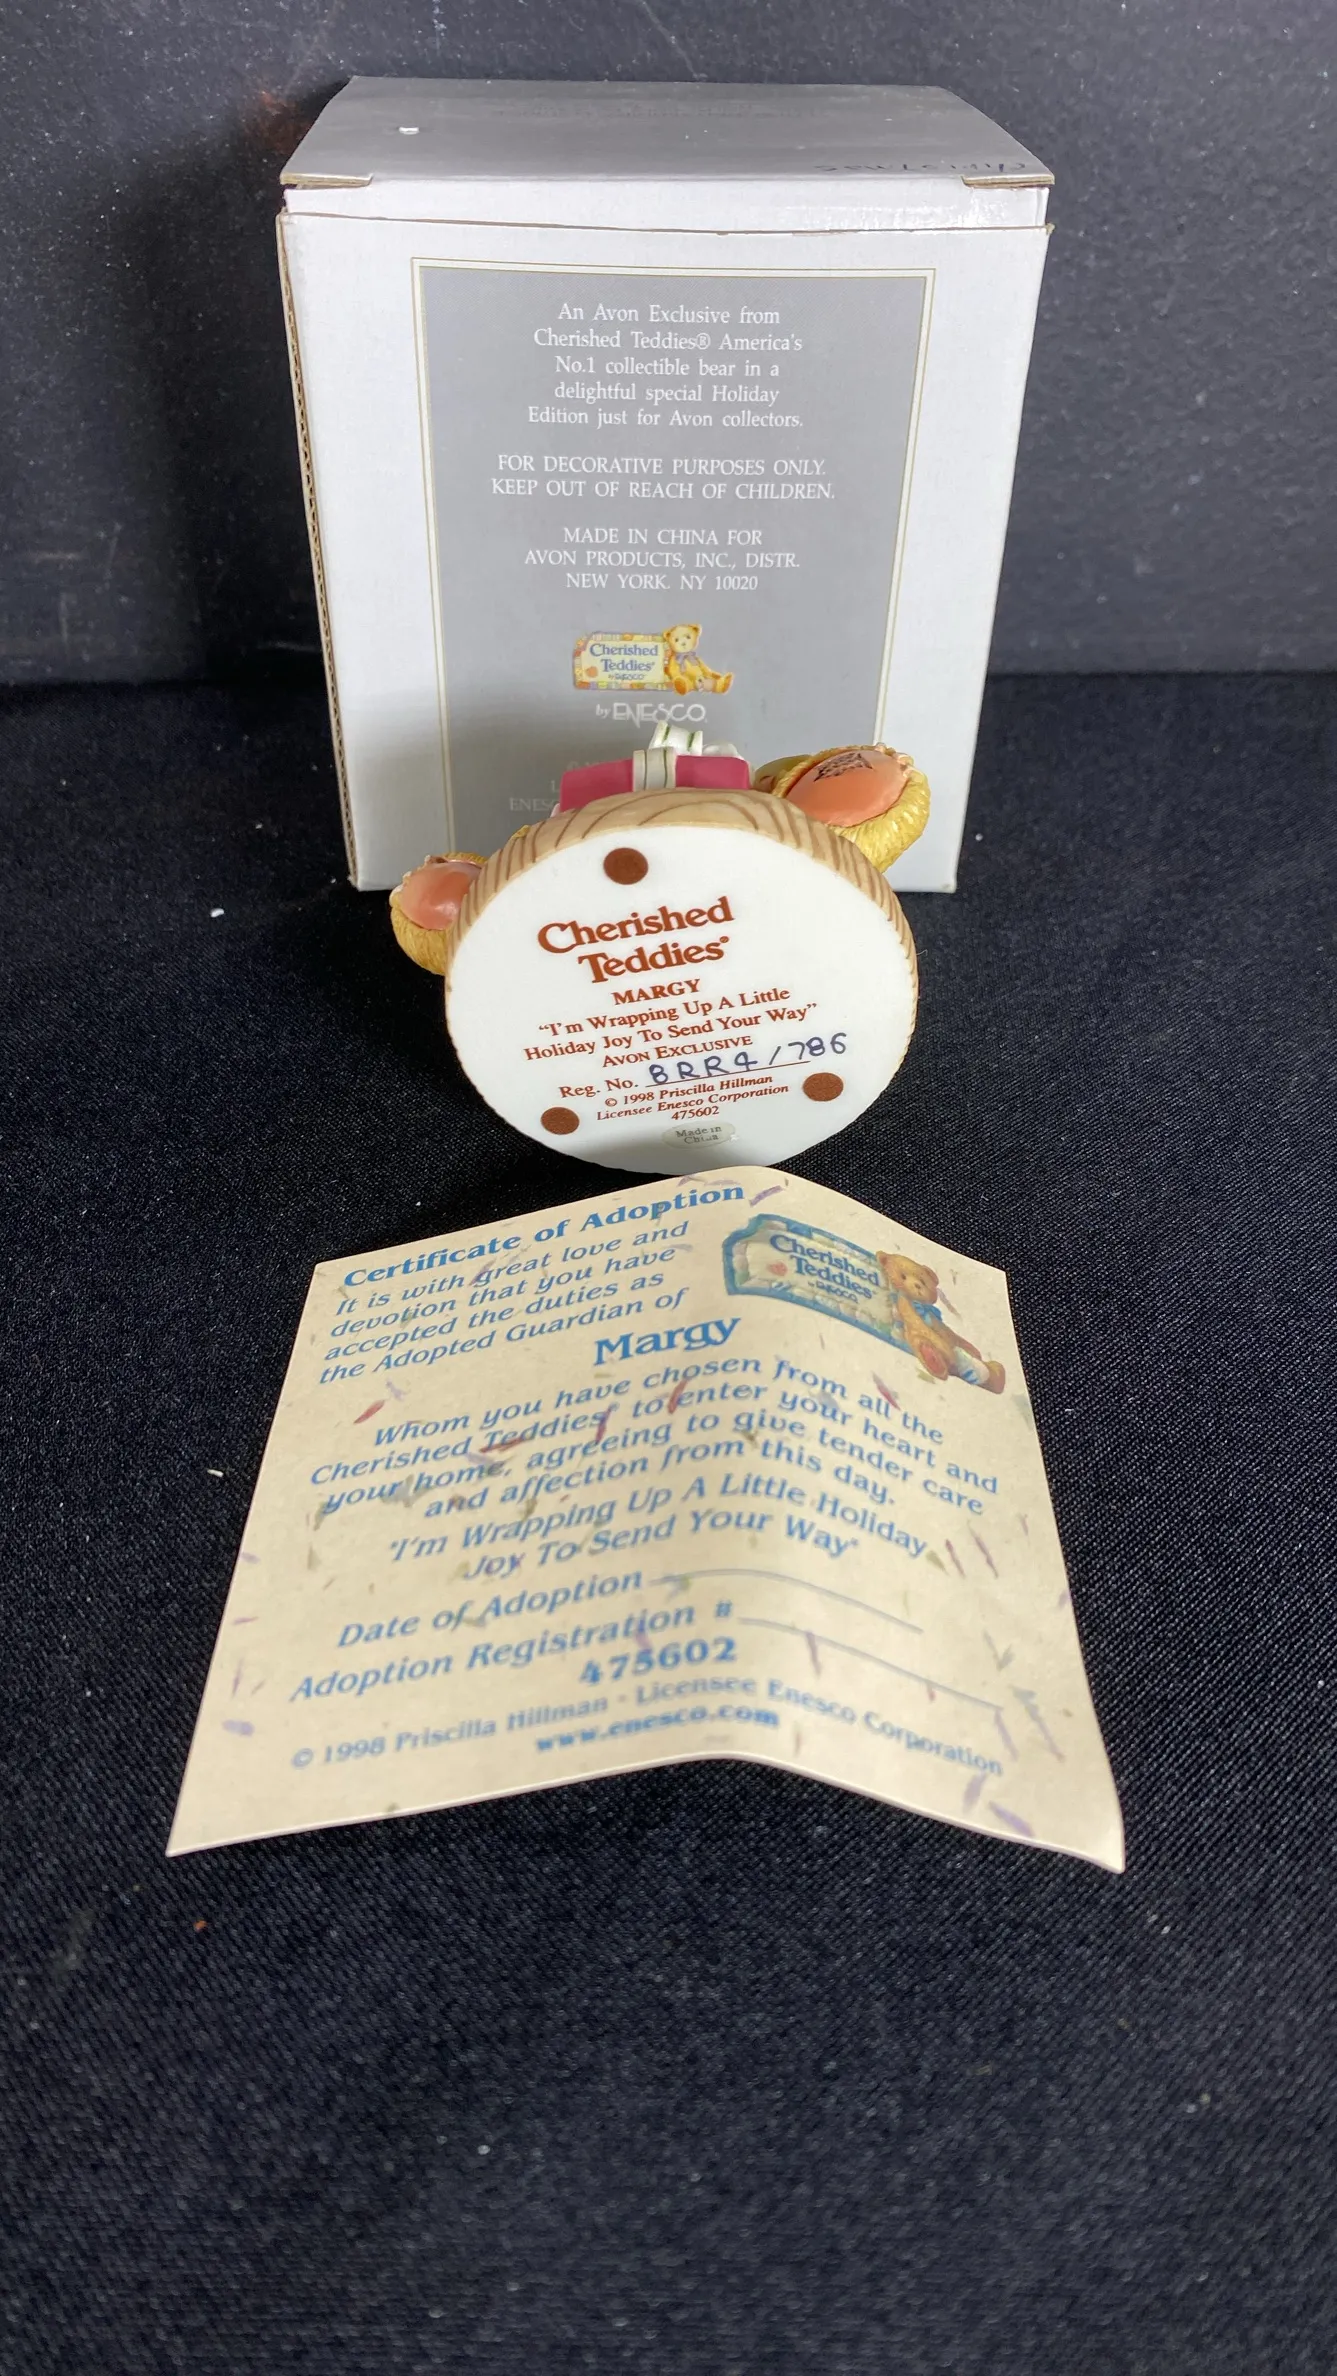 Christmas
An Avon Exclusive from
Cherished Teddies® America's
No.1 collectible bear in a
delightful special Holiday
Edition just for Avon collectors.
FOR DECORATIVE PURPOSES ONLY.
KEEP OUT OF REACH OF CHILDREN.
MADE IN CHINA FOR
AVON PRODUCTS, INC., DISTR.
NEW YORK. NY 10020
Cherished
Teddies®
by ENESCO
by ENESCO
Cherished
Teddies®
MARGY
“I'm Wrapping Up A Little
Holiday Joy To Send Your Way”
AVON EXCLUSIVE
Reg. No. 8RR4/786
© 1998 Priscilla Hillman
Licensee Enesco Corporation
475602
Made in
China
Certificate of Adoption
It is with great love and
devotion that you have
accepted the duties as
the Adopted Guardian of
Cherished
Teddies®
by ENESCO
Margy
Whom you have chosen from all the
Cherished Teddies® to enter your heart and
your home, agreeing to give tender care
and affection from this day.
"I'm Wrapping Up A Little Holiday
Joy To Send Your Way"
Date of Adoption
Adoption Registration #
475602
© 1998 Priscilla Hillman · Licensee Enesco Corporation
www.enesco.com